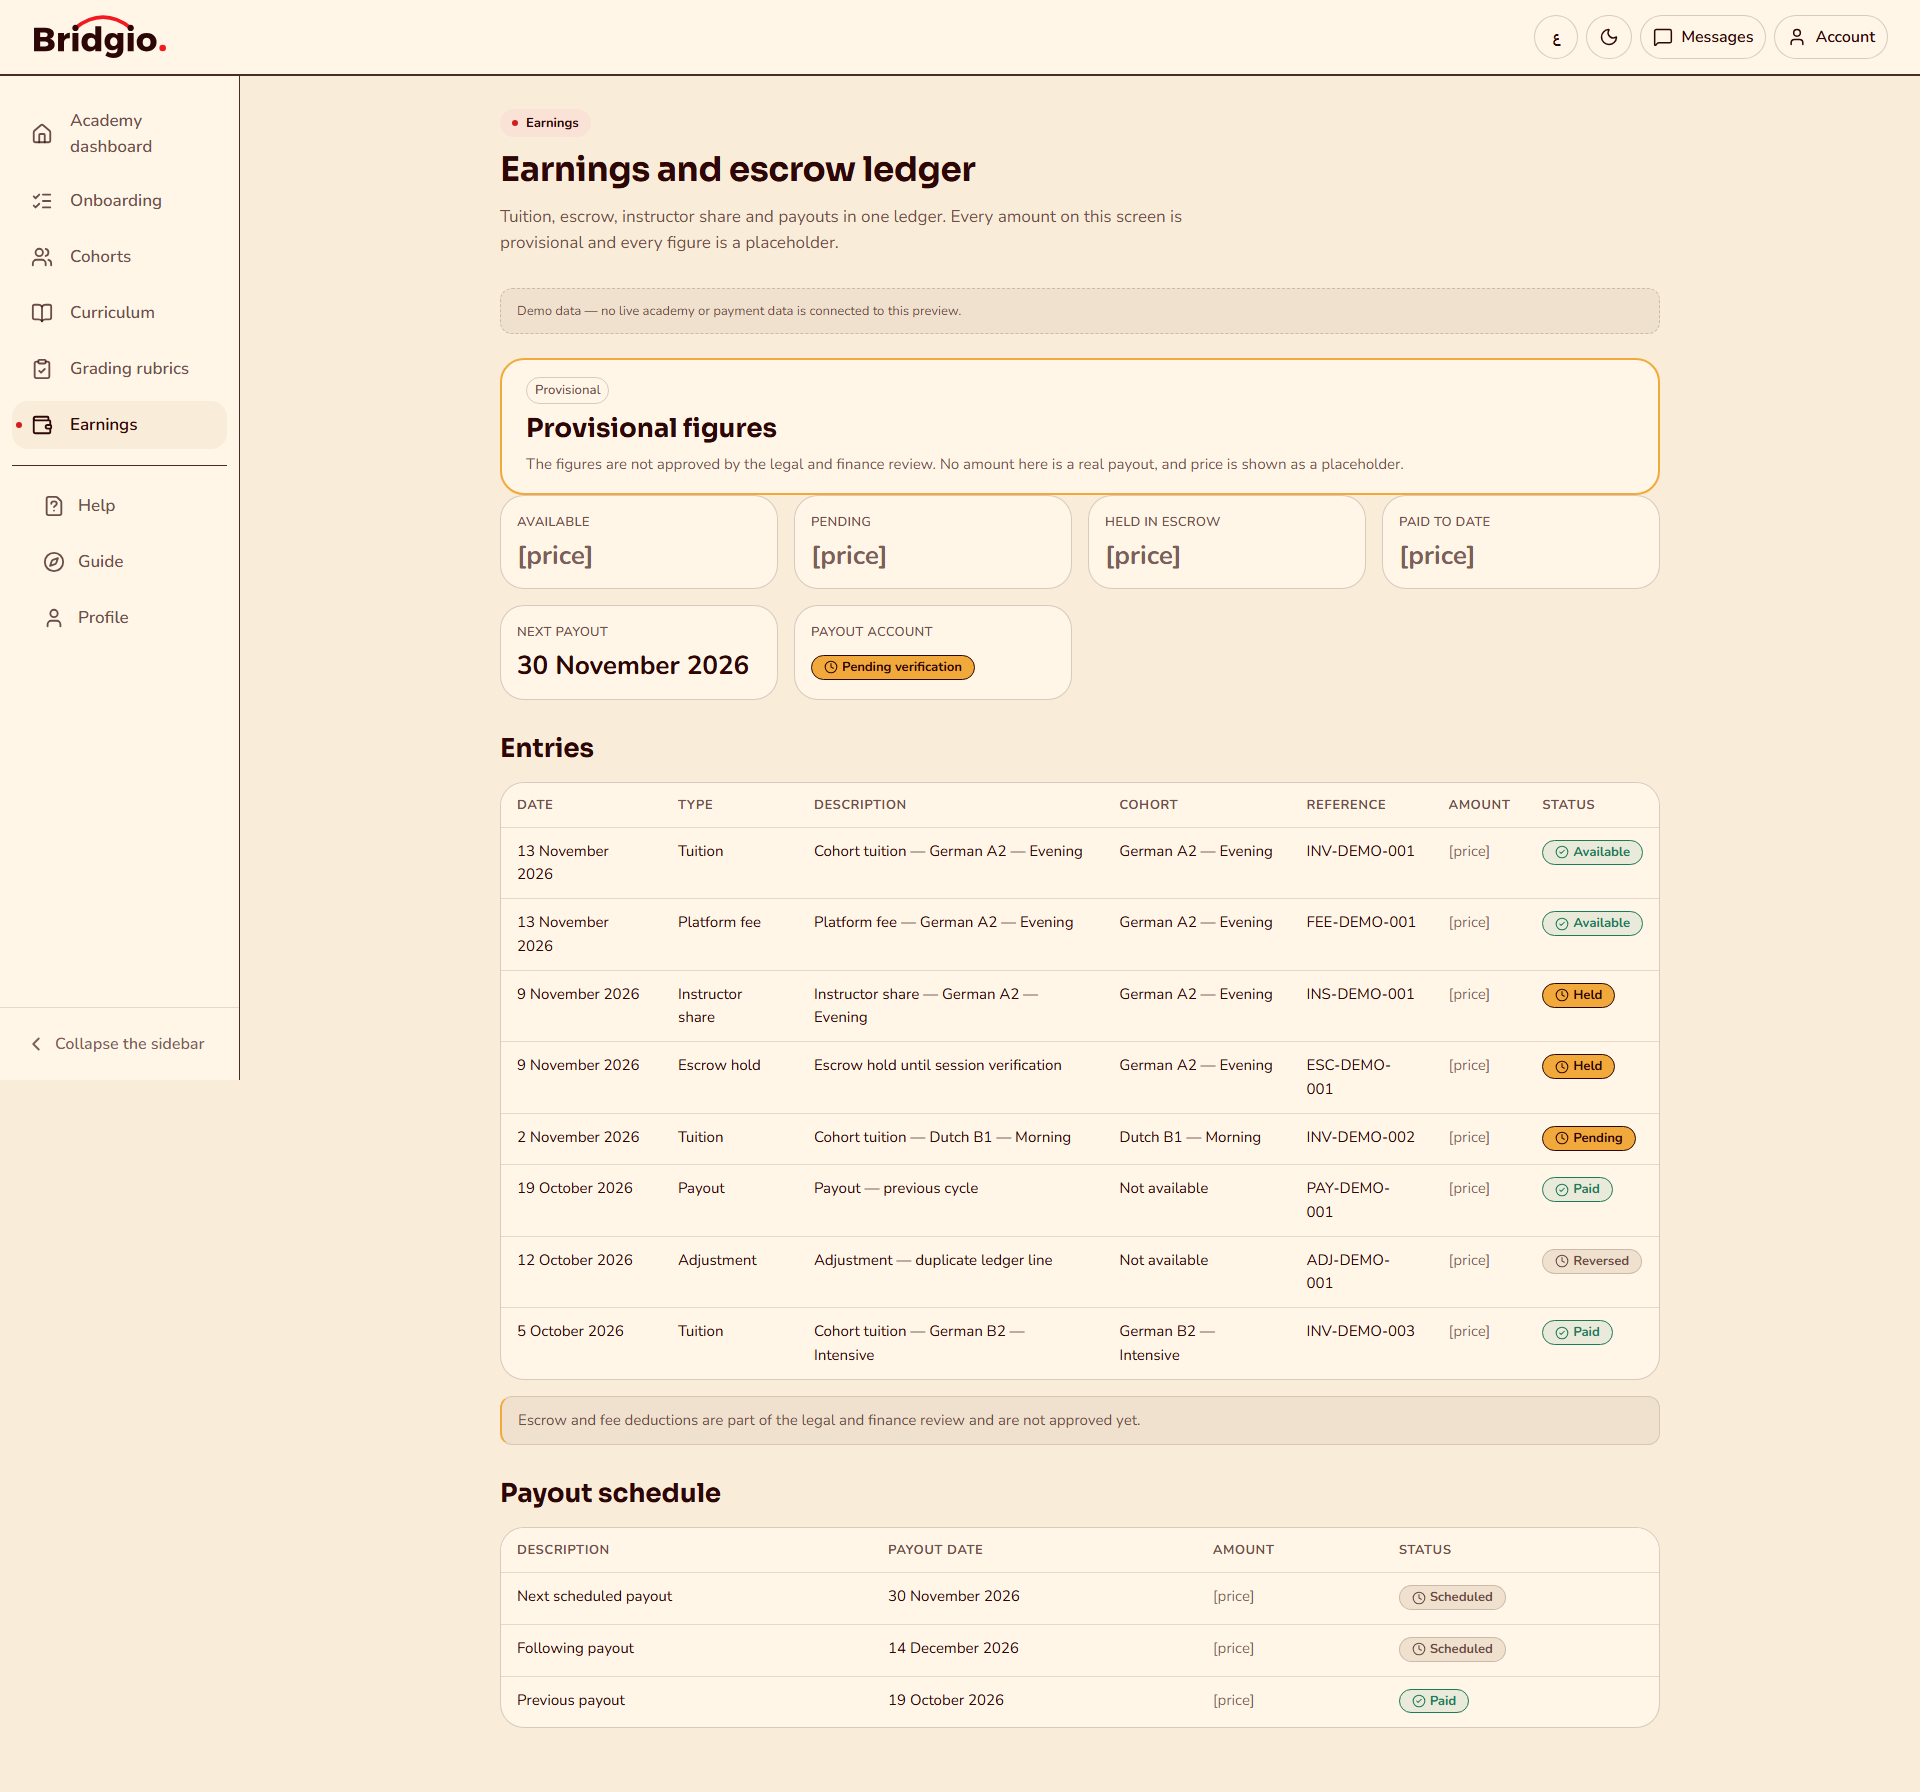 Bridgio.
ع
Messages
Account
Academy
dashboard
Onboarding
Cohorts
Curriculum
Grading rubrics
Earnings
Help
Guide
Profile
Collapse the sidebar
Earnings
Earnings and escrow ledger
Tuition, escrow, instructor share and payouts in one ledger. Every amount on this screen is
provisional and every figure is a placeholder.
Demo data — no live academy or payment data is connected to this preview.
Provisional
Provisional figures
The figures are not approved by the legal and finance review. No amount here is a real payout, and price is shown as a placeholder.
AVAILABLE
[price]
PENDING
[price]
HELD IN ESCROW
[price]
PAID TO DATE
[price]
NEXT PAYOUT
30 November 2026
PAYOUT ACCOUNT
Pending verification
Entries
DATE TYPE DESCRIPTION COHORT REFERENCE AMOUNT STATUS
13 November Tuition Cohort tuition — German A2 — Evening German A2 — Evening INV-DEMO-001 [price] Available
2026
13 November Platform fee Platform fee — German A2 — Evening German A2 — Evening FEE-DEMO-001 [price] Available
2026
9 November 2026 Instructor Instructor share — German A2 — German A2 — Evening INS-DEMO-001 [price] Held
share Evening
9 November 2026 Escrow hold Escrow hold until session verification German A2 — Evening ESC-DEMO- [price] Held
001
2 November 2026 Tuition Cohort tuition — Dutch B1 — Morning Dutch B1 — Morning INV-DEMO-002 [price] Pending
19 October 2026 Payout Payout — previous cycle Not available PAY-DEMO- [price] Paid
001
12 October 2026 Adjustment Adjustment — duplicate ledger line Not available ADJ-DEMO- [price] Reversed
001
5 October 2026 Tuition Cohort tuition — German B2 — German B2 — INV-DEMO-003 [price] Paid
Intensive Intensive
Escrow and fee deductions are part of the legal and finance review and are not approved yet.
Payout schedule
DESCRIPTION PAYOUT DATE AMOUNT STATUS
Next scheduled payout 30 November 2026 [price] Scheduled
Following payout 14 December 2026 [price] Scheduled
Previous payout 19 October 2026 [price] Paid